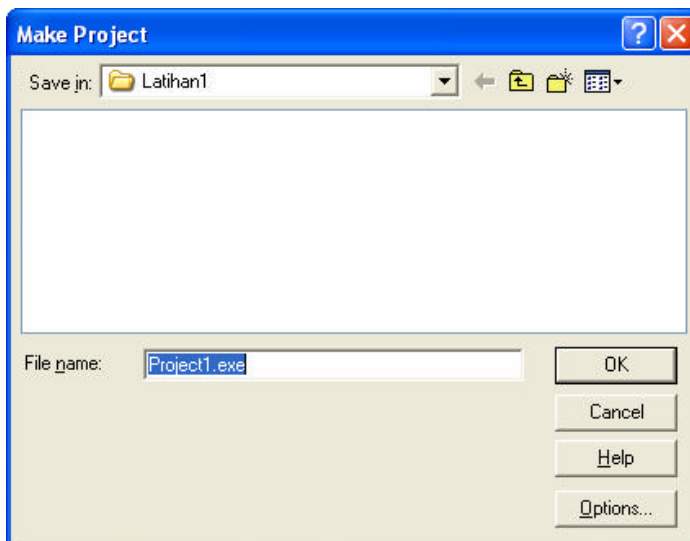 Make Project
Save in: Latihan1
File name: Project1.exe
OK
Cancel
Help
Options...